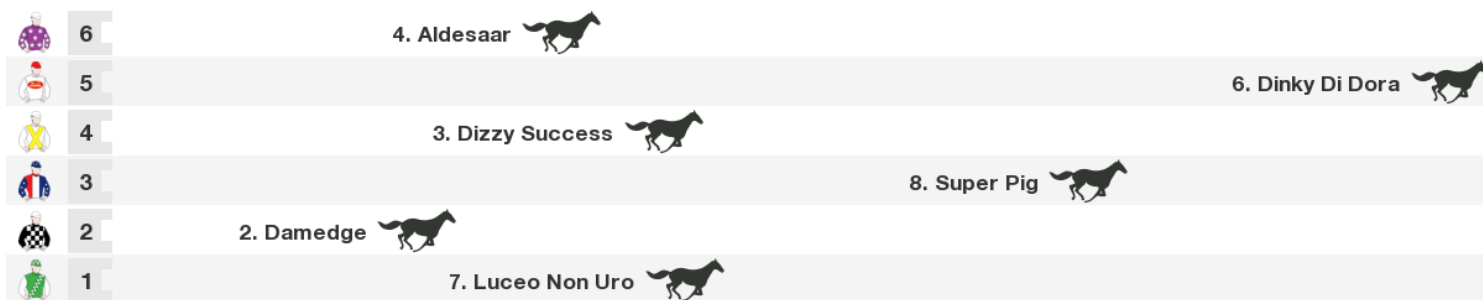 6 4. Aldesaar
5 6. Dinky Di Dora
4 3. Dizzy Success
3 8. Super Pig
2 2. Damedge
1 7. Luceo Non Uro